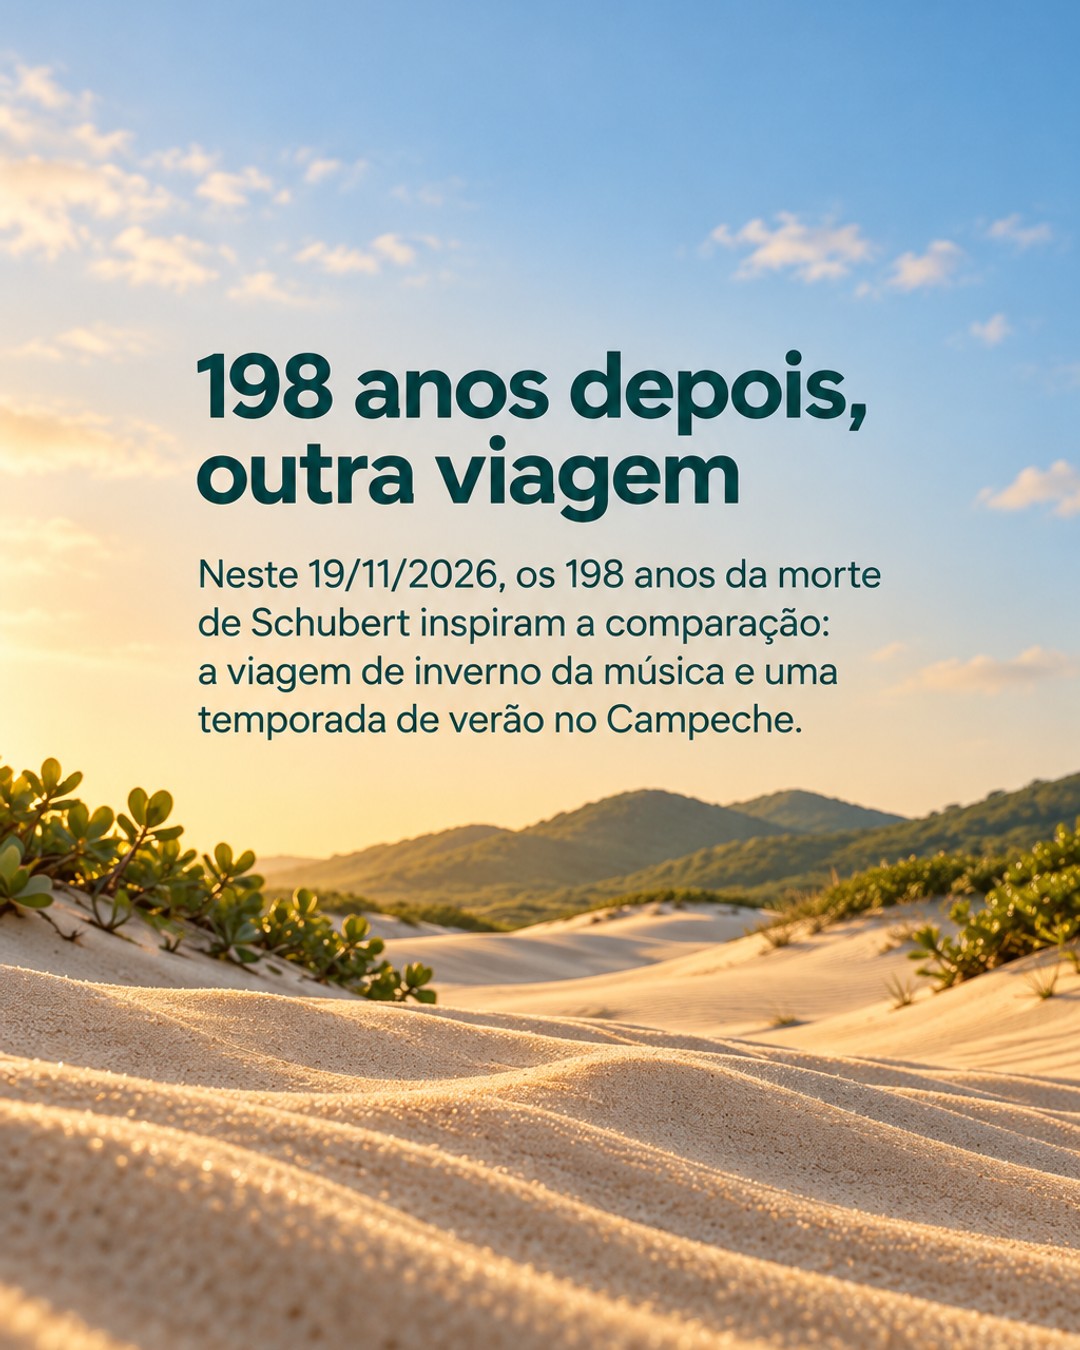 198 anos depois,
outra viagem
Neste 19/11/2026, os 198 anos da morte
de Schubert inspiram a comparação:
a viagem de inverno da música e uma
temporada de verão no Campeche.